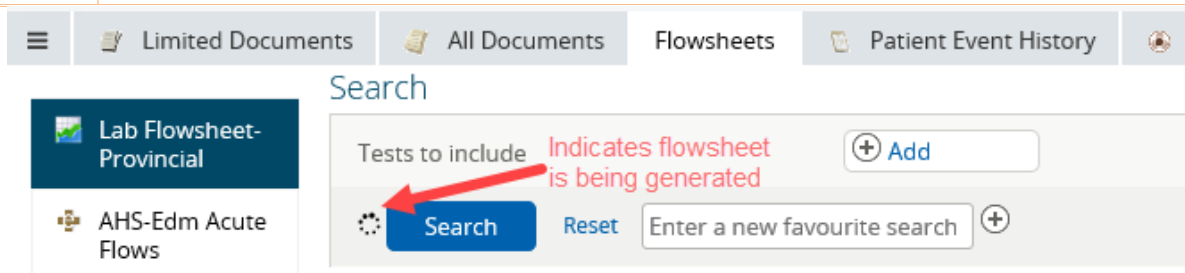 Limited Documents All Documents Flowsheets Patient Event History
Search
Lab Flowsheet-
Provincial
Tests to include
Indicates flowsheet
is being generated
Add
AHS-Edm Acute
Flows
Search Reset Enter a new favourite search